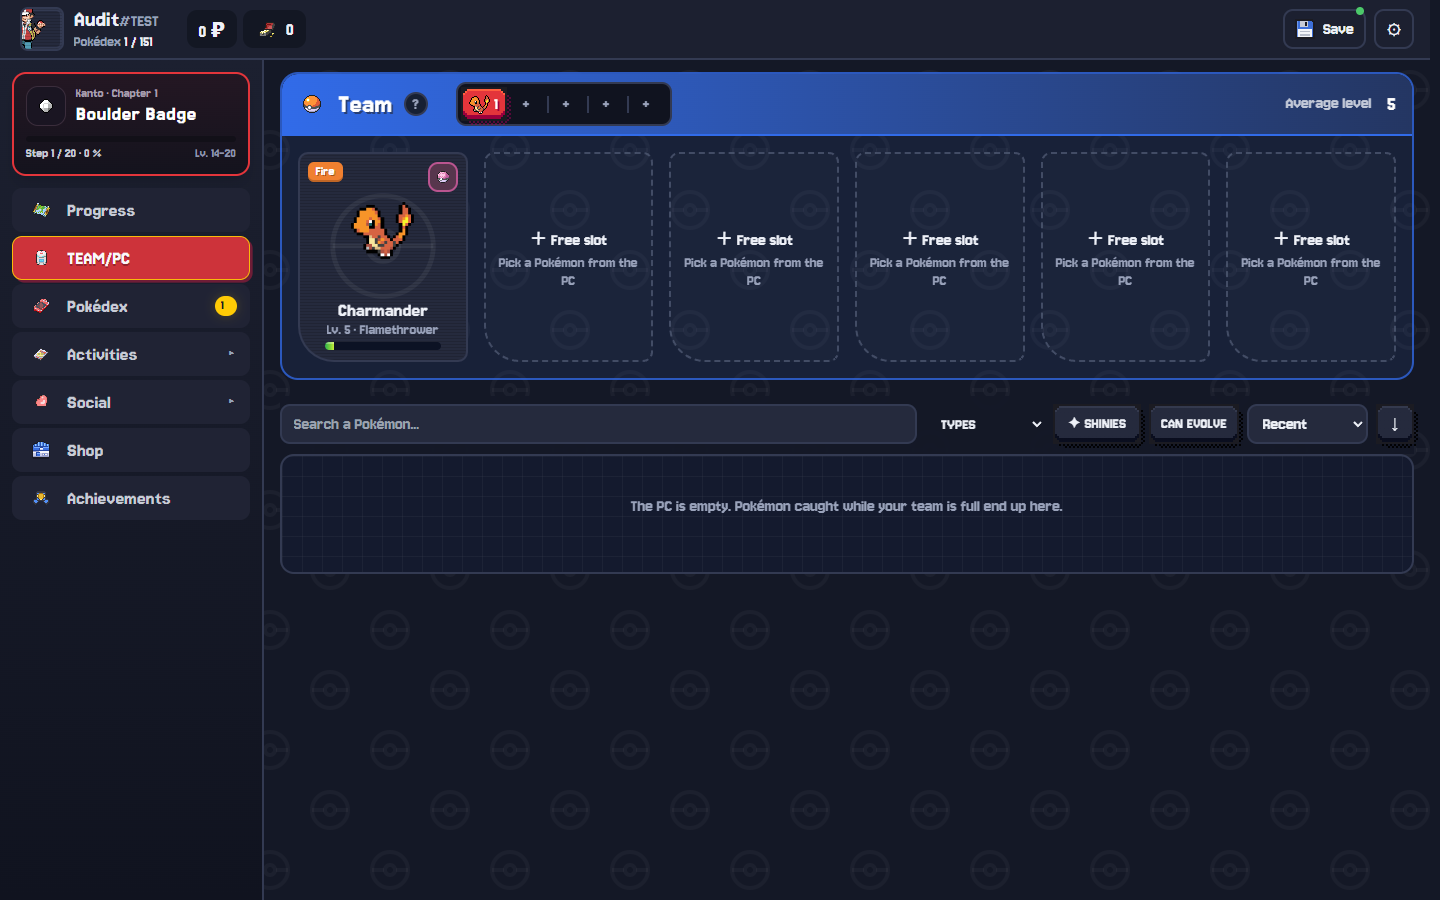 Audit#TEST
Pokédex 1 / 151
0 ₽
0
Save
Kanto · Chapter 1
Boulder Badge
Step 1 / 20 · 0 %
Lv. 14-20
Progress
TEAM/PC
Pokédex
1
Activities
Social
Shop
Achievements
Team
?
1
+ + + +
Average level 5
Fire
Charmander
Lv. 5 · Flamethrower
+ Free slot
Pick a Pokémon from the
PC
+ Free slot
Pick a Pokémon from the
PC
+ Free slot
Pick a Pokémon from the
PC
+ Free slot
Pick a Pokémon from the
PC
+ Free slot
Pick a Pokémon from the
PC
Search a Pokémon...
TYPES
✦ SHINIES
CAN EVOLVE
Recent
↓
The PC is empty. Pokémon caught while your team is full end up here.